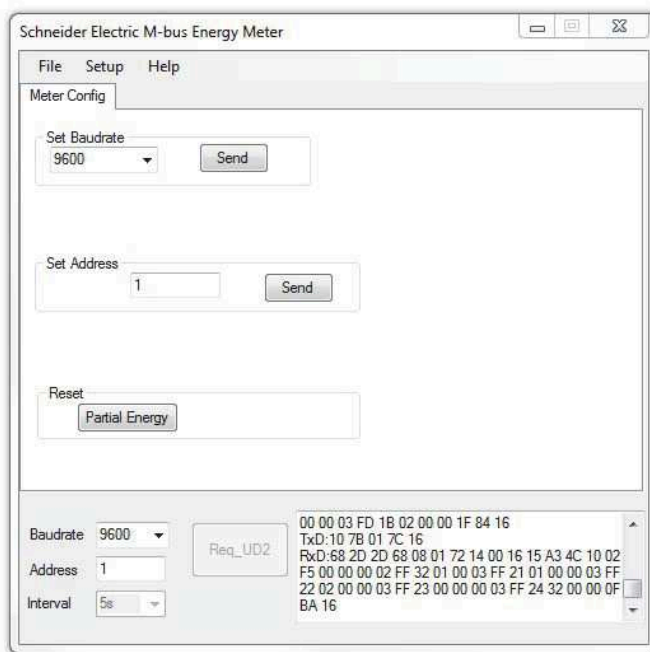 Schneider Electric M-bus Energy Meter
File Setup Help
Meter Config
Set Baudrate
9600
Send
Set Address
1
Send
Reset
Partial Energy
Baudrate 9600
Address 1
Interval 5s
Req_UD2
00 00 03 FD 1B 02 00 00 1F 84 16
TxD:10 7B 01 7C 16
RxD:68 2D 2D 68 08 01 72 14 00 16 15 A3 4C 10 02
F5 00 00 00 02 FF 32 01 00 03 FF 21 01 00 00 03 FF
22 02 00 00 03 FF 23 00 00 00 03 FF 24 32 00 00 0F
BA 16